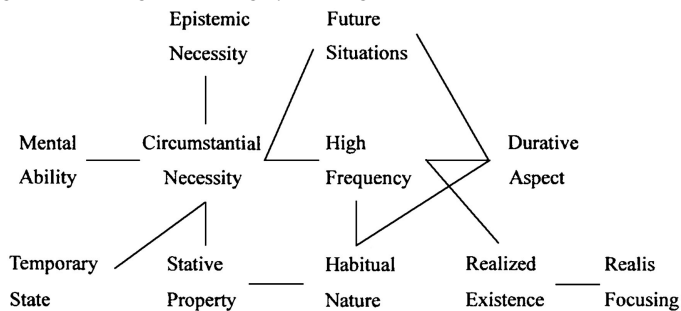 Epistemic Future
Necessity Situations
Mental Circumstantial High Durative
Ability Necessity Frequency Aspect
Temporary Stative Habitual Realized Realis
State Property Nature Existence Focusing